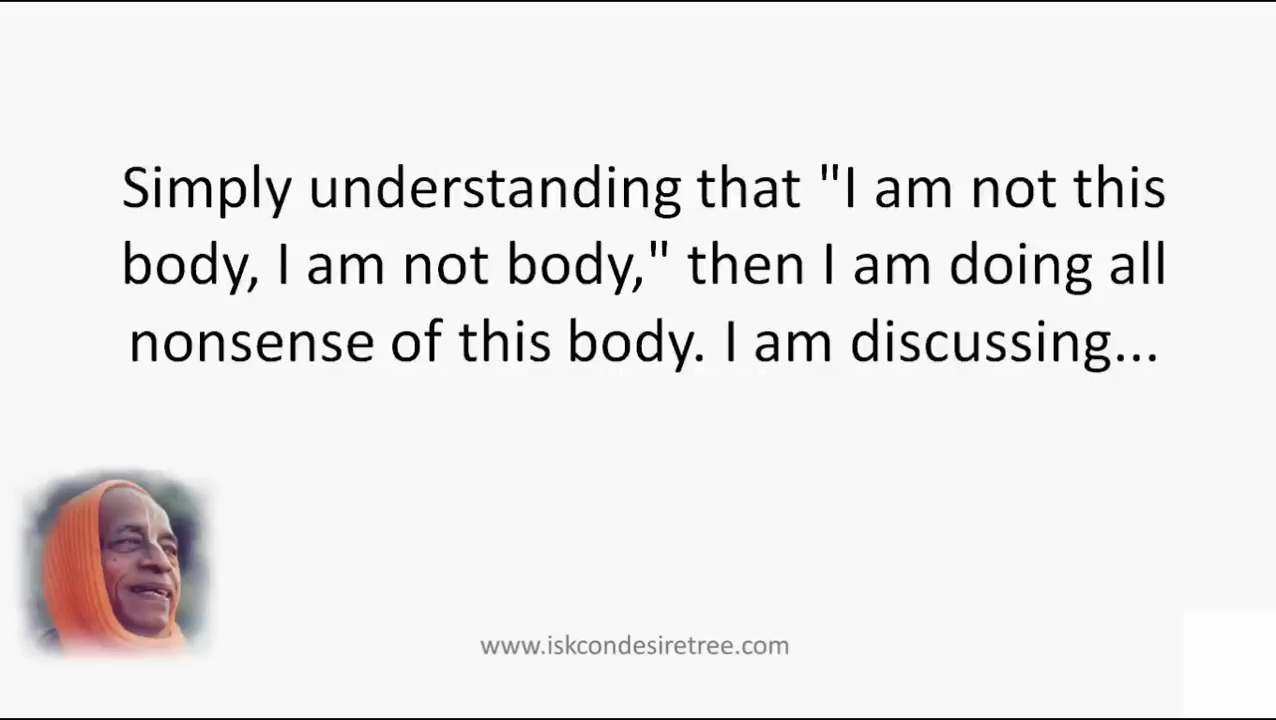 Simply understanding that "I am not this
body, I am not body," then I am doing all
nonsense of this body. I am discussing...
www.iskcondesiretree.com